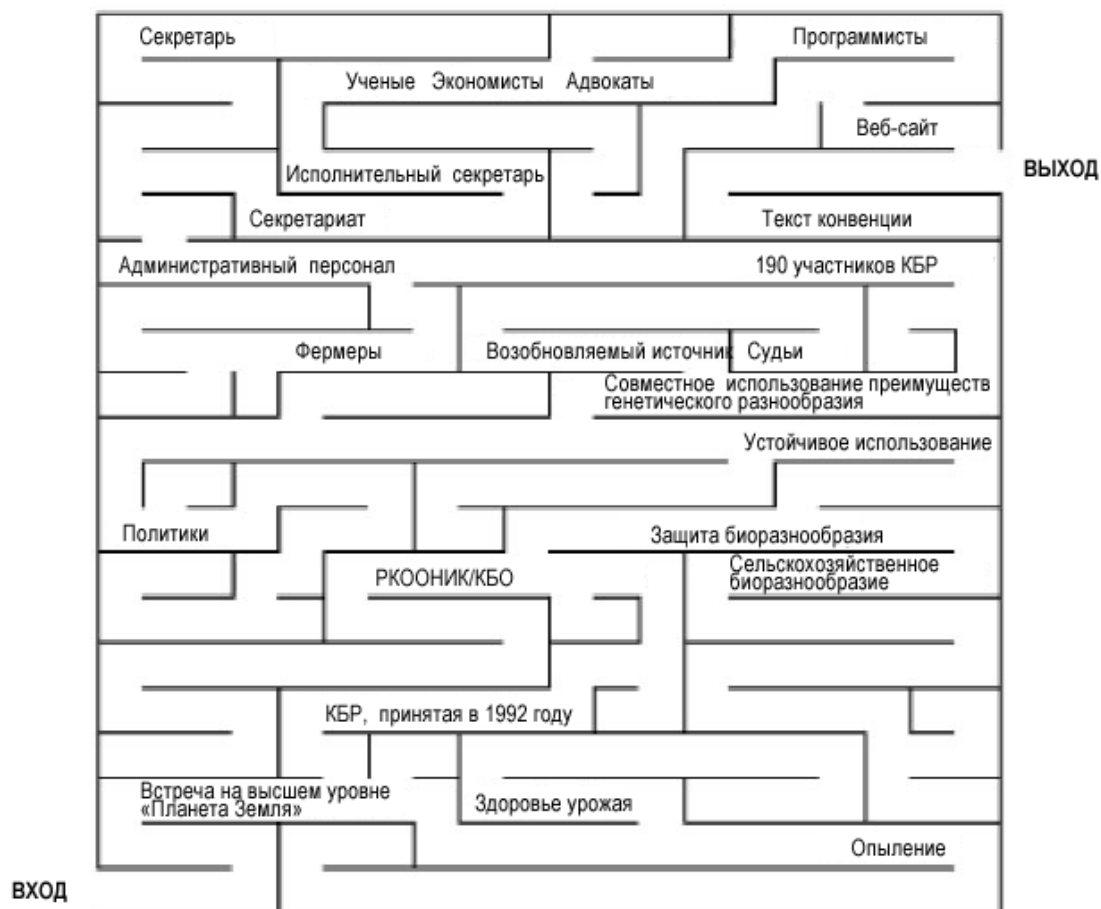 Секретарь
Программисты
Ученые Экономисты Адвокаты
Веб-сайт
Исполнительный секретарь
ВЫХОД
Секретариат
Текст конвенции
Административный персонал
190 участников КБР
Фермеры
Возобновляемый источник
Судьи
Совместное использование преимуществ
генетического разнообразия
Устойчивое использование
Политики
Защита биоразнообразия
РКООНИК/КБО
Сельскохозяйственное
биоразнообразие
КБР, принятая в 1992 году
Встреча на высшем уровне
«Планета Земля»
Здоровье урожая
Опыление
ВХОД